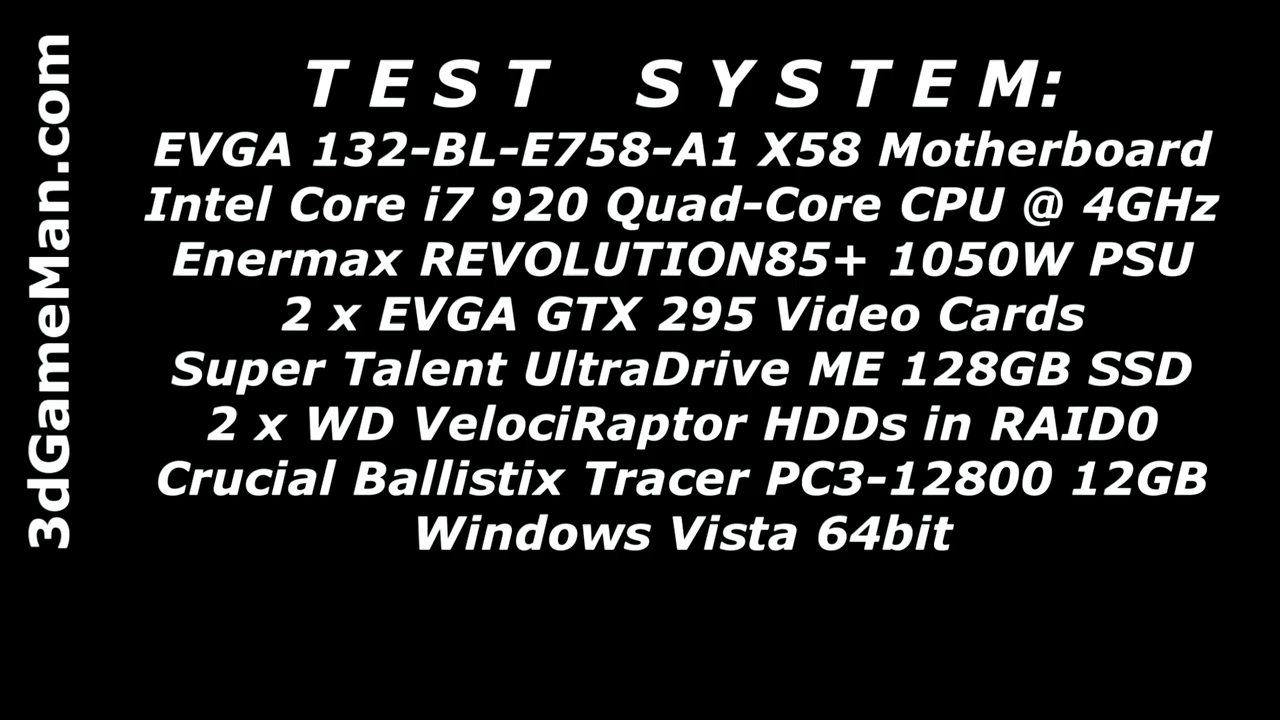 3dGameMan.com
TEST SYSTEM:
EVGA 132-BL-E758-A1 X58 Motherboard
Intel Core i7 920 Quad-Core CPU @ 4GHz
Enermax REVOLUTION85+ 1050W PSU
2 x EVGA GTX 295 Video Cards
Super Talent UltraDrive ME 128GB SSD
2 x WD VelociRaptor HDDs in RAID0
Crucial Ballistix Tracer PC3-12800 12GB
Windows Vista 64bit